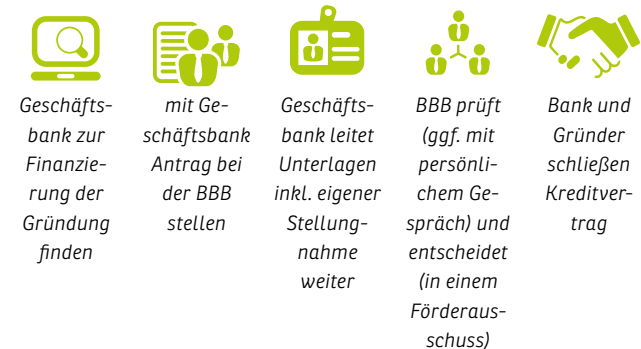 Geschäfts-
bank zur
Finanzie-
rung der
Gründung
finden
mit Ge-
schäftsbank
Antrag bei
der BBB
stellen
Geschäfts-
bank leitet
Unterlagen
inkl. eigener
Stellung-
nahme
weiter
BBB prüft
(ggf. mit
persönli-
chem Ge-
spräch) und
entscheidet
(in einem
Förderaus-
schuss)
Bank und
Gründer
schließen
Kreditver-
trag